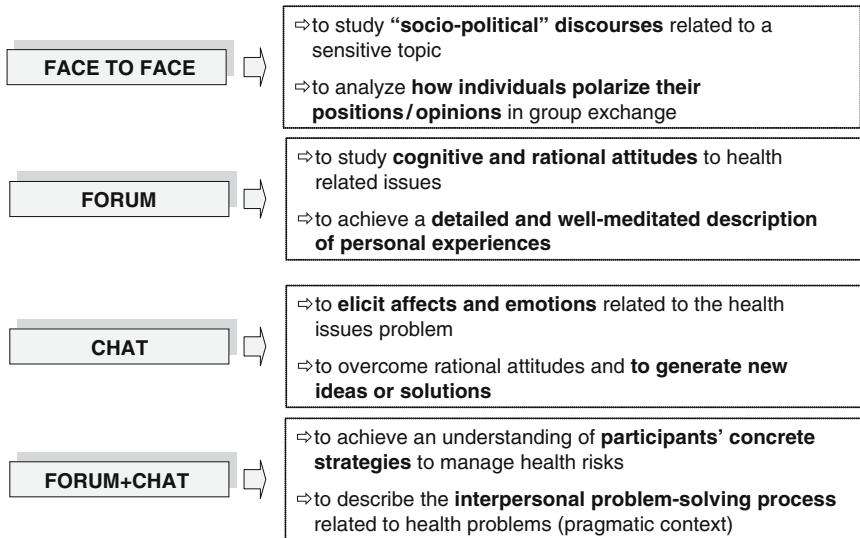 FACE TO FACE
⇨to study “socio-political” discourses related to a
sensitive topic
⇨to analyze how individuals polarize their
positions/opinions in group exchange
FORUM
⇨to study cognitive and rational attitudes to health
related issues
⇨to achieve a detailed and well-meditated description
of personal experiences
CHAT
⇨to elicit affects and emotions related to the health
issues problem
⇨to overcome rational attitudes and to generate new
ideas or solutions
FORUM+CHAT
⇨to achieve an understanding of participants’ concrete
strategies to manage health risks
⇨to describe the interpersonal problem-solving process
related to health problems (pragmatic context)